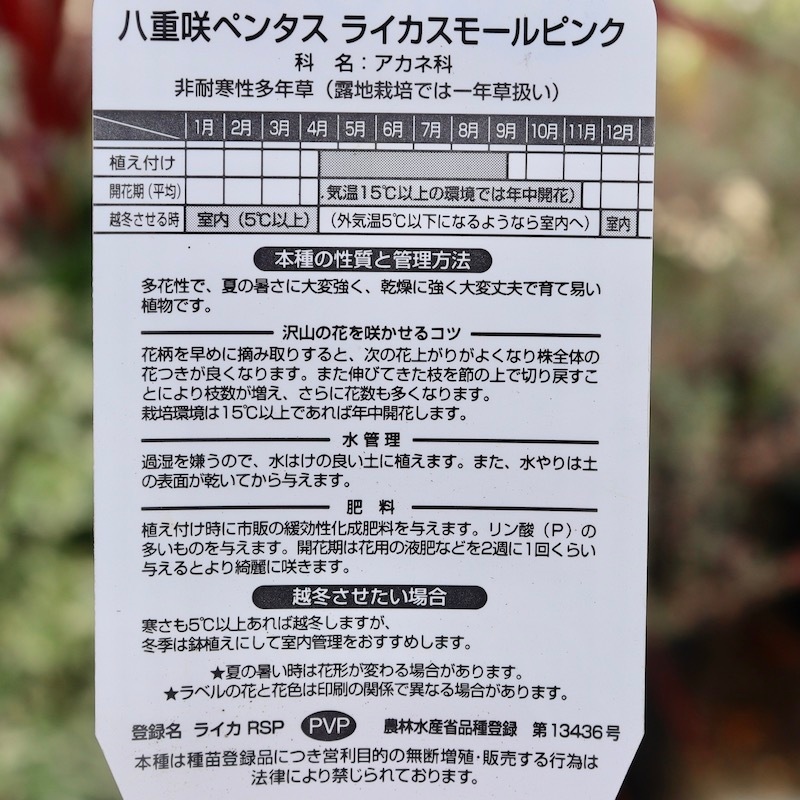 八重咲ペンタス ライカスモールピンク
科 名：アカネ科
非耐寒性多年草（露地栽培では一年草扱い）
1月 2月 3月 4月 5月 6月 7月 8月 9月 10月 11月 12月
植え付け
開花期（平均） 気温15℃以上の環境では年中開花）
越冬させる時 室内（5℃以上） （外気温5℃以下になるようなら室内へ） 室内
本種の性質と管理方法
多花性で、夏の暑さに大変強く、乾燥に強く大変丈夫で育て易い
植物です。
沢山の花を咲かせるコツ
花柄を早めに摘み取りすると、次の花上がりがよくなり株全体の
花つきが良くなります。また伸びてきた枝を節の上で切り戻すこ
とにより枝数が増え、さらに花数も多くなります。
栽培環境は15℃以上であれば年中開花します。
水管理
過湿を嫌うので、水はけの良い土に植えます。また、水やりは土
の表面が乾いてから与えます。
肥料
植え付け時に市販の緩効性化成肥料を与えます。リン酸（P）の
多いものを与えます。開花期は花用の液肥などを2週に1回くらい
与えるとより綺麗に咲きます。
越冬させたい場合
寒さも5℃以上あれば越冬しますが、
冬季は鉢植えにして室内管理をおすすめします。
★夏の暑い時は花形が変わる場合があります。
★ラベルの花と花色は印刷の関係で異なる場合があります。
登録名 ライカ RSP PVP 農林水産省品種登録 第13436号
本種は種苗登録品につき営利目的の無断増殖・販売する行為は
法律により禁じられております。